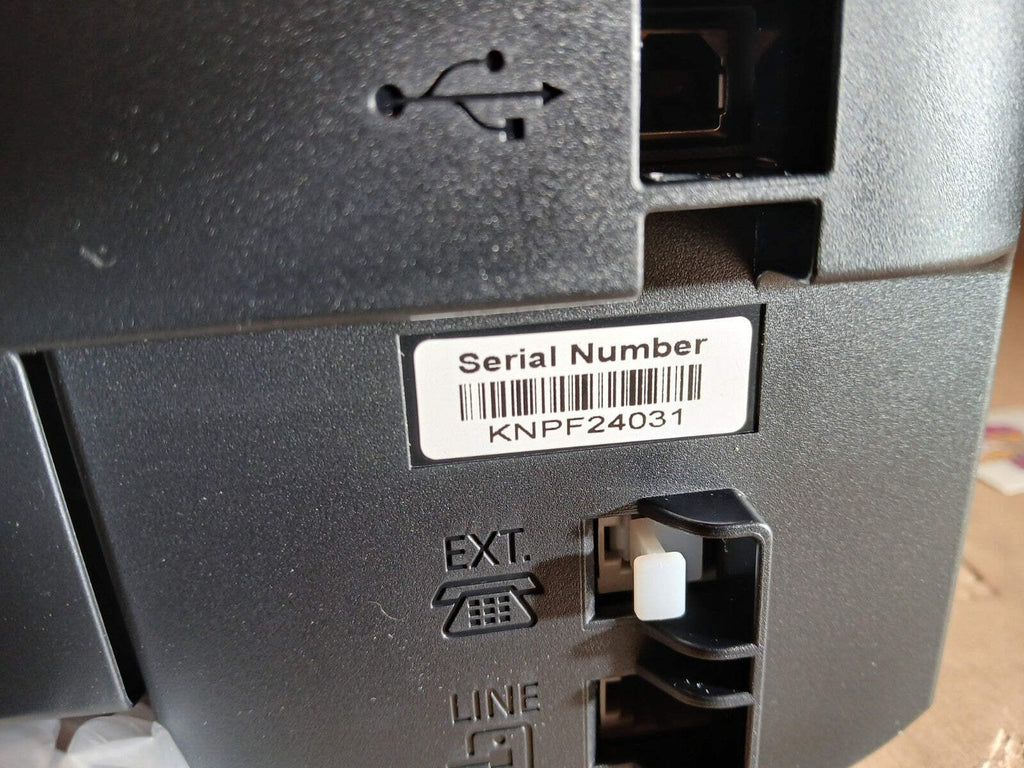 Serial Number
KNPF24031
EXT.
LINE